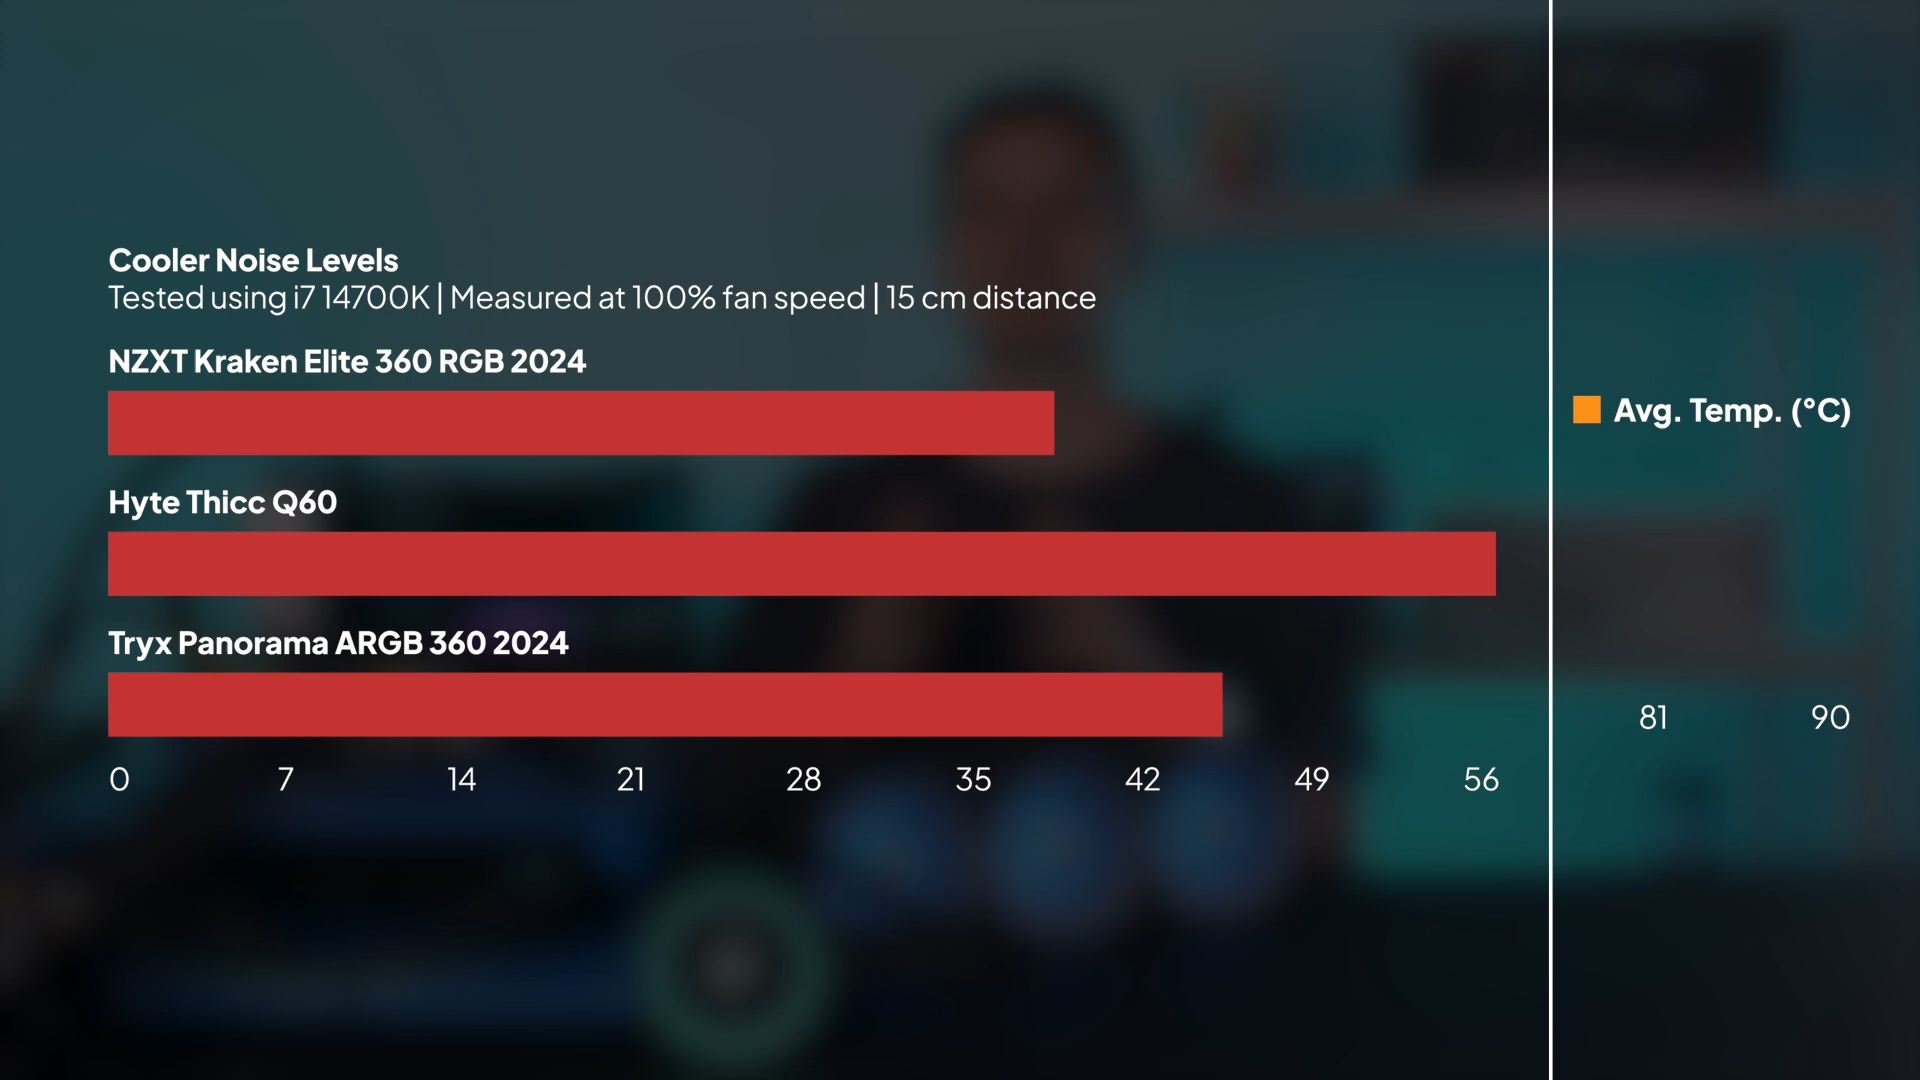 Cooler Noise Levels
Tested using i7 14700K | Measured at 100% fan speed | 15 cm distance
NZXT Kraken Elite 360 RGB 2024
Hyte Thicc Q60
Tryx Panorama ARGB 360 2024
0 7 14 21 28 35 42 49 56
Avg. Temp. (°C)
81 90